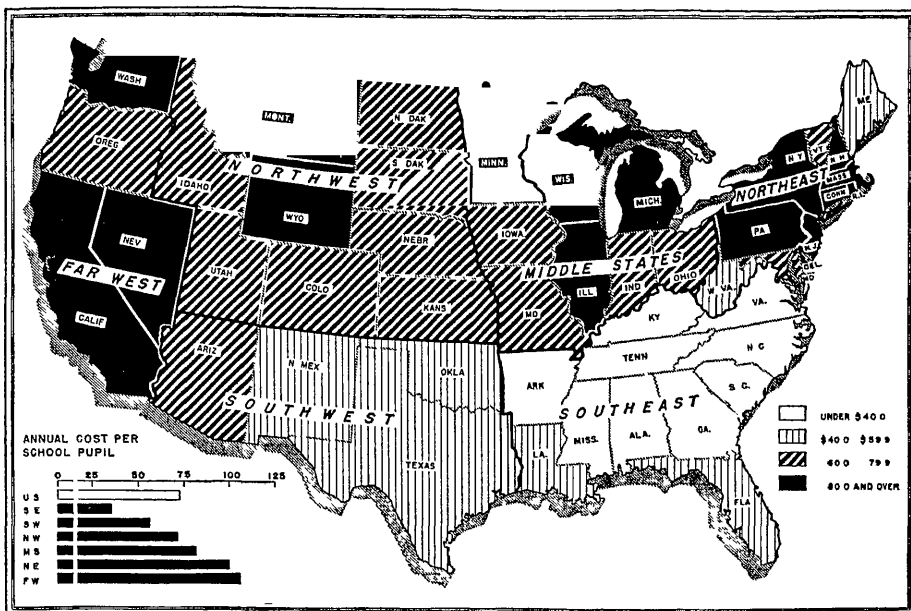 WASH
MONT.
N DAK
MINN.
ME
OREG
S DAK
WIS
N Y
VT
N H
MASS
IDAHO
NORTHWEST
MICH.
NORTHEAST
CONN
R I
WYO
PA
NEV
NEBR
IOWA
N.J.
FAR WEST
UTAH
MIDDLE STATES
DEL
MD
COLO
ILL
IND
OHIO
W VA.
VA.
CALIF
KANS
MO
KY
ARIZ
N MEX
OKLA
TENN
N C
ARK
S C.
SOUTHWEST
SOUTHEAST
MISS.
ALA.
GA.
TEXAS
LA.
FLA
UNDER $40 0
$40 0 $59 9
60 0 79 9
80 0 AND OVER
ANNUAL COST PER
SCHOOL PUPIL
0 25 50 75 100 125
U S
S E
S W
N W
M S
N E
F W